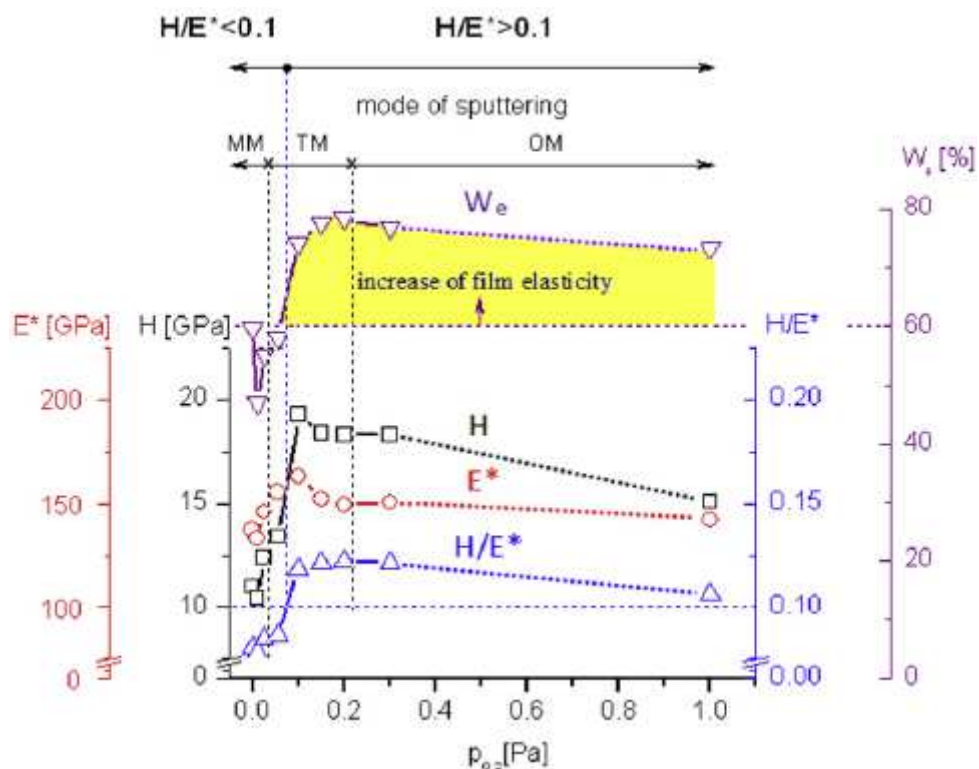 H/E*<0.1 H/E*>0.1
mode of sputtering
MM TM OM
W [%]
We
80
increase of film elasticity
E* [GPa] H [GPa] H/E* 60
200 20 0.20
H 40
E*
150 15 0.15
H/E* 20
100 10 0.10
0 0 0.00 0
0.0 0.2 0.4 0.6 0.8 1.0
[Pa]